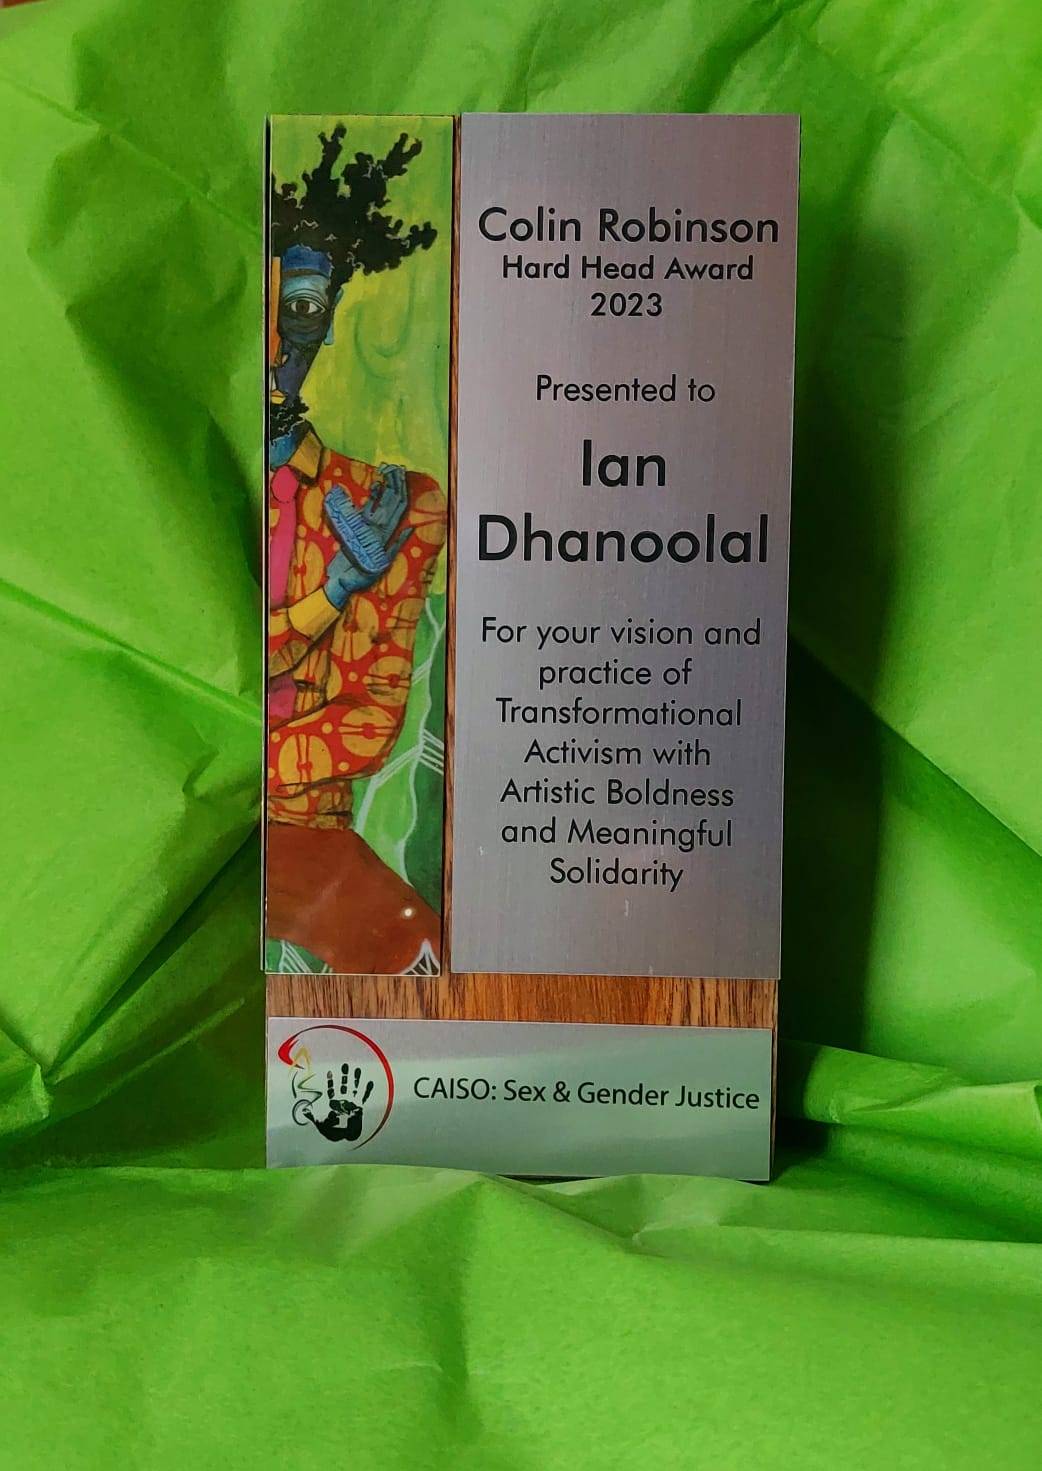 Colin Robinson
Hard Head Award
2023
Presented to
Ian
Dhanoolal
For your vision and
practice of
Transformational
Activism with
Artistic Boldness
and Meaningful
Solidarity
CAISO: Sex & Gender Justice